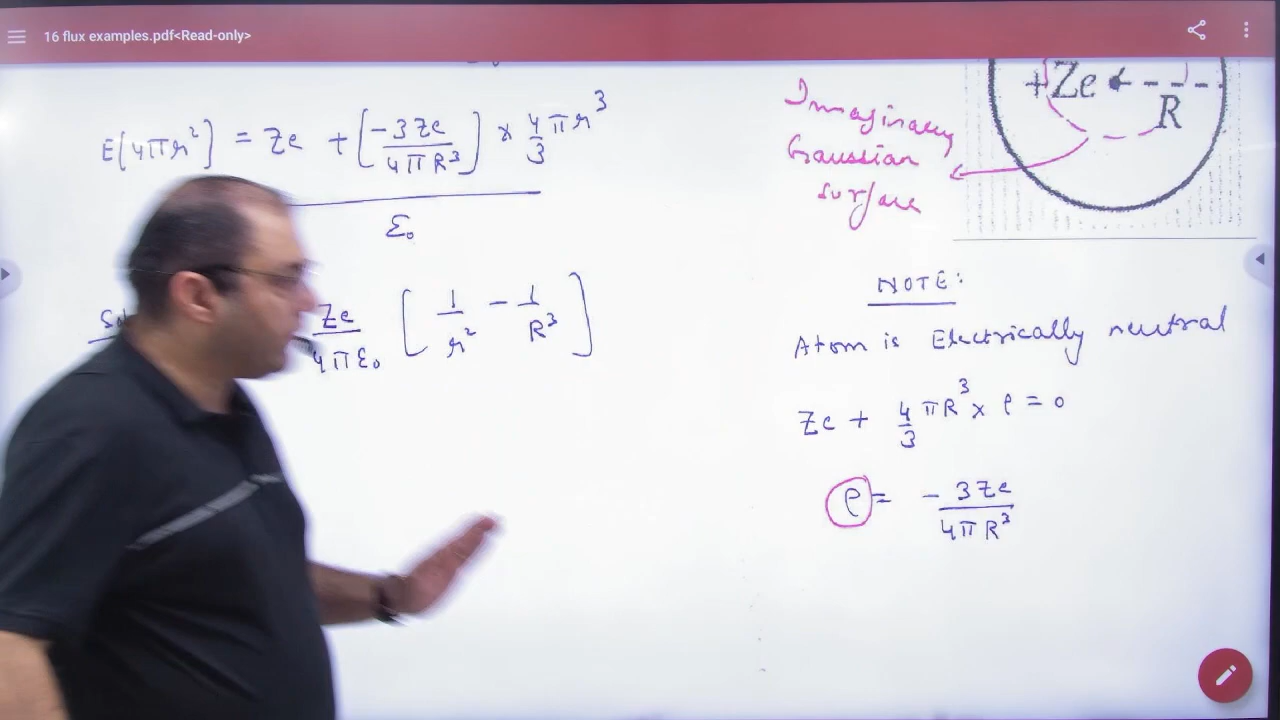 16 flux examples.pdf<Read-only>
E(4πr²) = Ze + [-3Ze / 4πR³] × 4/3 πr³
ε₀
Ze / 4πε₀ [1/r² - 1/R³]
+Ze
R
Imaginary
Gaussian
surface
NOTE:
Atom is Electrically neutral
Ze + 4/3 πR³ × ρ = 0
ρ = -3Ze / 4πR³